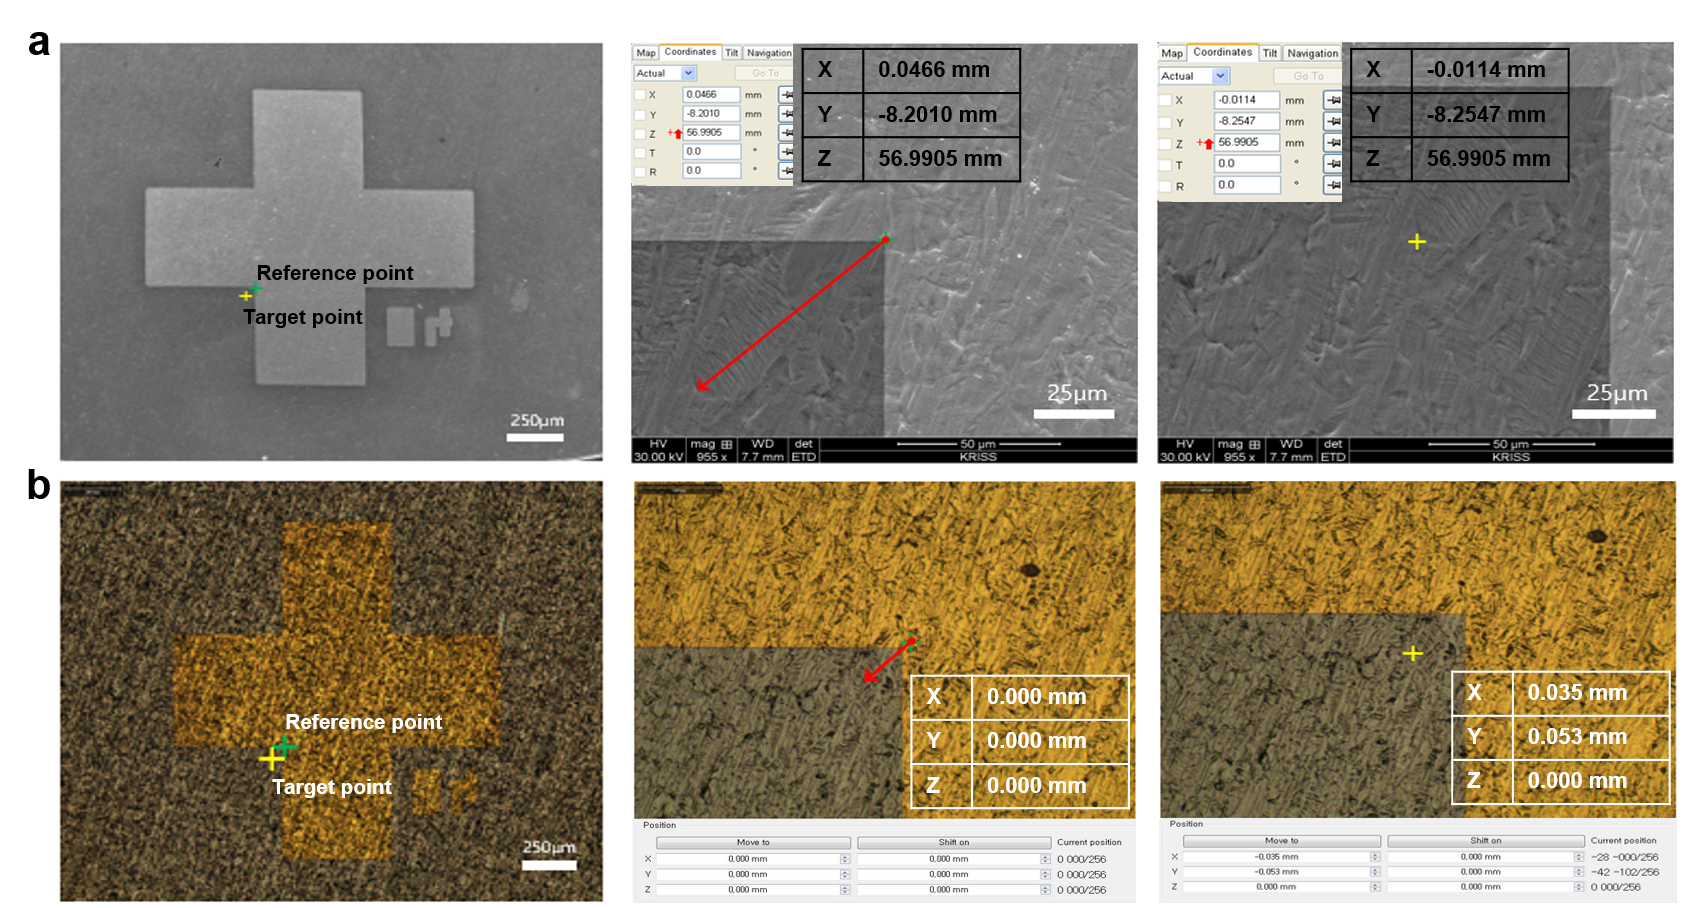 a
Reference point
Target point
250μm
Map Coordinates Tilt Navigation
Actual Go To
X 0.0466 mm
Y -8.2010 mm
Z 56.9905 mm
T 0.0 °
R 0.0 °
X 0.0466 mm
Y -8.2010 mm
Z 56.9905 mm
25μm
HV mag WD det 50 μm
30.00 kV 955 x 7.7 mm ETD KRISS
Map Coordinates Tilt Navigation
Actual Go To
X -0.0114 mm
Y -8.2547 mm
Z 56.9905 mm
T 0.0 °
R 0.0 °
X -0.0114 mm
Y -8.2547 mm
Z 56.9905 mm
25μm
HV mag WD det 50 μm
30.00 kV 955 x 7.7 mm ETD KRISS
b
Reference point
Target point
250μm
X 0.000 mm
Y 0.000 mm
Z 0.000 mm
Position
Move to Shift on Current position
X 0.000 mm 0.000 mm 0 000/256
Y 0.000 mm 0.000 mm 0 000/256
Z 0.000 mm 0.000 mm 0 000/256
X 0.035 mm
Y 0.053 mm
Z 0.000 mm
Position
Move to Shift on Current position
X -0.035 mm 0.000 mm -28 -000/256
Y -0.053 mm 0.000 mm -42 -102/256
Z 0.000 mm 0.000 mm 0 000/256